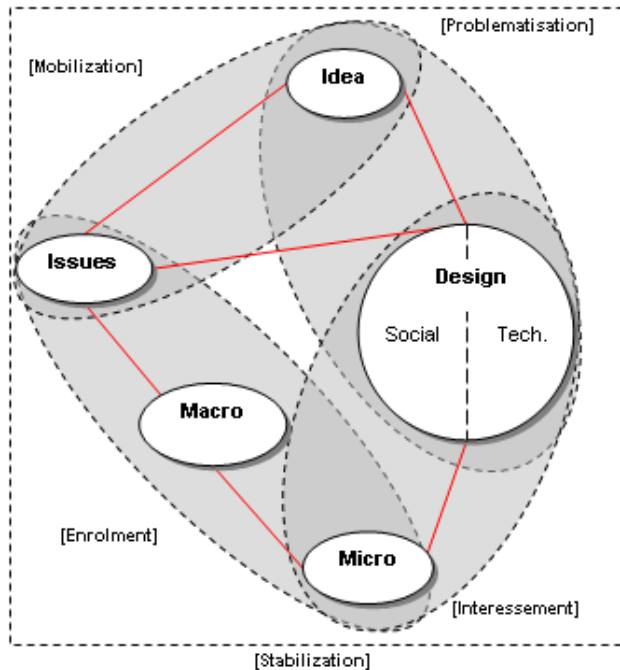 [Problematisation]
[Mobilization]
Idea
Issues
Design
Social
Tech.
Macro
[Enrolment]
Micro
[Interessement]
[Stabilization]